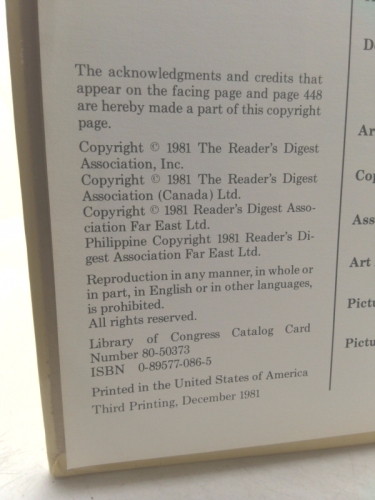 The acknowledgments and credits that
appear on the facing page and page 448
are hereby made a part of this copyright
page.
Copyright © 1981 The Reader's Digest
Association, Inc.
Copyright © 1981 The Reader's Digest
Association (Canada) Ltd.
Copyright © 1981 Reader's Digest Asso-
ciation Far East Ltd.
Philippine Copyright 1981 Reader's Di-
gest Association Far East Ltd.
Reproduction in any manner, in whole or
in part, in English or in other languages,
is prohibited.
All rights reserved.
Library of Congress Catalog Card
Number 80-50373
ISBN 0-89577-086-5
Printed in the United States of America
Third Printing, December 1981
Art
Pictu
Pictu